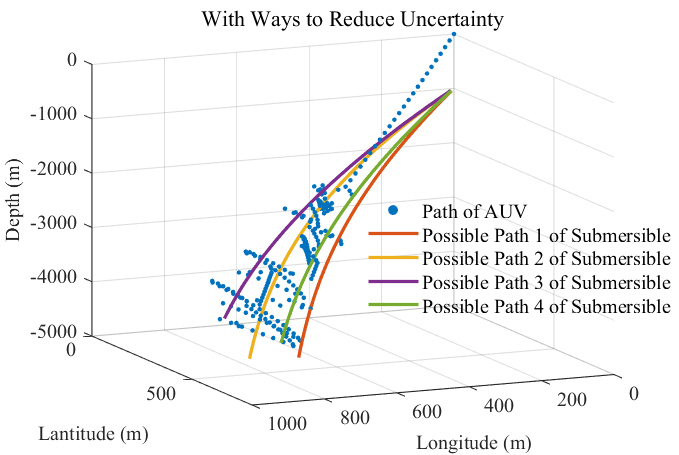 With Ways to Reduce Uncertainty
0
-1000
-2000
-3000
-4000
-5000
Depth (m)
Path of AUV
Possible Path 1 of Submersible
Possible Path 2 of Submersible
Possible Path 3 of Submersible
Possible Path 4 of Submersible
0
500
1000
Lantitude (m)
800
600
400
200
0
Longitude (m)